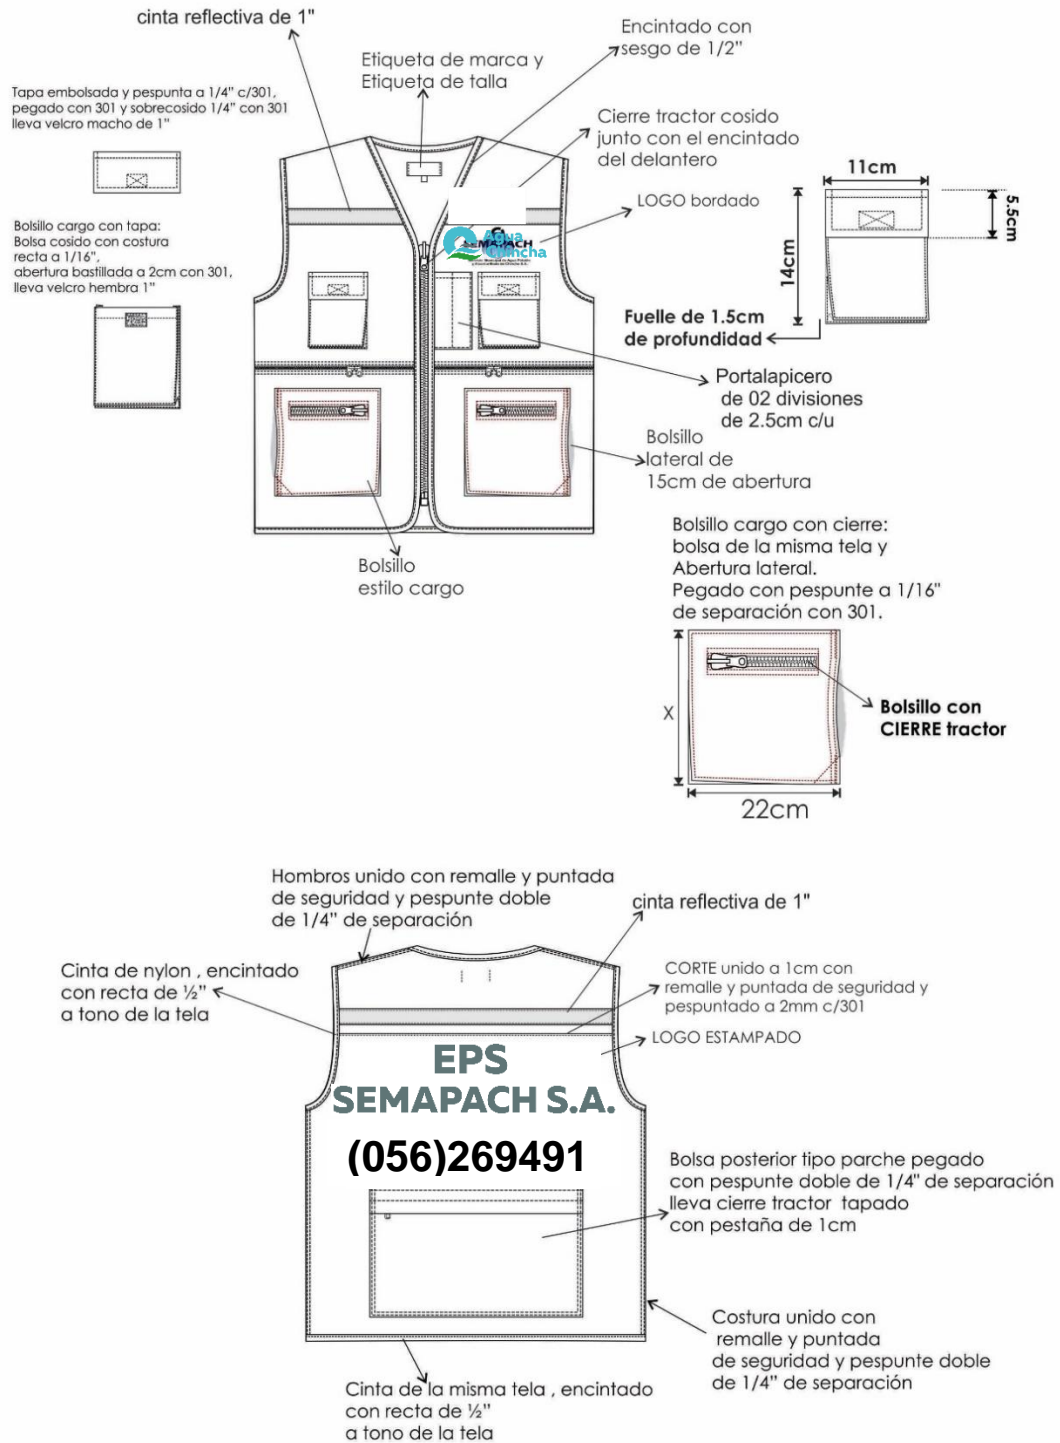 cinta reflectiva de 1"
Encintado con
sesgo de 1/2"
Etiqueta de marca y
Etiqueta de talla
Tapa embolsada y pespunta a 1/4" c/301,
pegado con 301 y sobrecosido 1/4" con 301
lleva velcro macho de 1"
Cierre tractor cosido
junto con el encintado
del delantero
11cm
LOGO bordado
5.5cm
14cm
Agua
SEMAPACH
Chincha
Bolsillo cargo con tapa:
Bolsa cosido con costura
recta a 1/16",
abertura bastillada a 2cm con 301,
lleva velcro hembra 1"
Fuelle de 1.5cm
de profundidad
Portalapicero
de 02 divisiones
de 2.5cm c/u
Bolsillo
lateral de
15cm de abertura
Bolsillo
estilo cargo
Bolsillo cargo con cierre:
bolsa de la misma tela y
Abertura lateral.
Pegado con pespunte a 1/16"
de separación con 301.
X
Bolsillo con
CIERRE tractor
22cm
Hombros unido con remalle y puntada
de seguridad y pespunte doble
de 1/4" de separación
cinta reflectiva de 1"
Cinta de nylon , encintado
con recta de ½"
a tono de la tela
CORTE unido a 1cm con
remalle y puntada de seguridad y
pespuntado a 2mm c/301
LOGO ESTAMPADO
EPS
SEMAPACH S.A.
(056)269491
Bolsa posterior tipo parche pegado
con pespunte doble de 1/4" de separación
lleva cierre tractor tapado
con pestaña de 1cm
Costura unido con
remalle y puntada
de seguridad y pespunte doble
de 1/4" de separación
Cinta de la misma tela , encintado
con recta de ½"
a tono de la tela